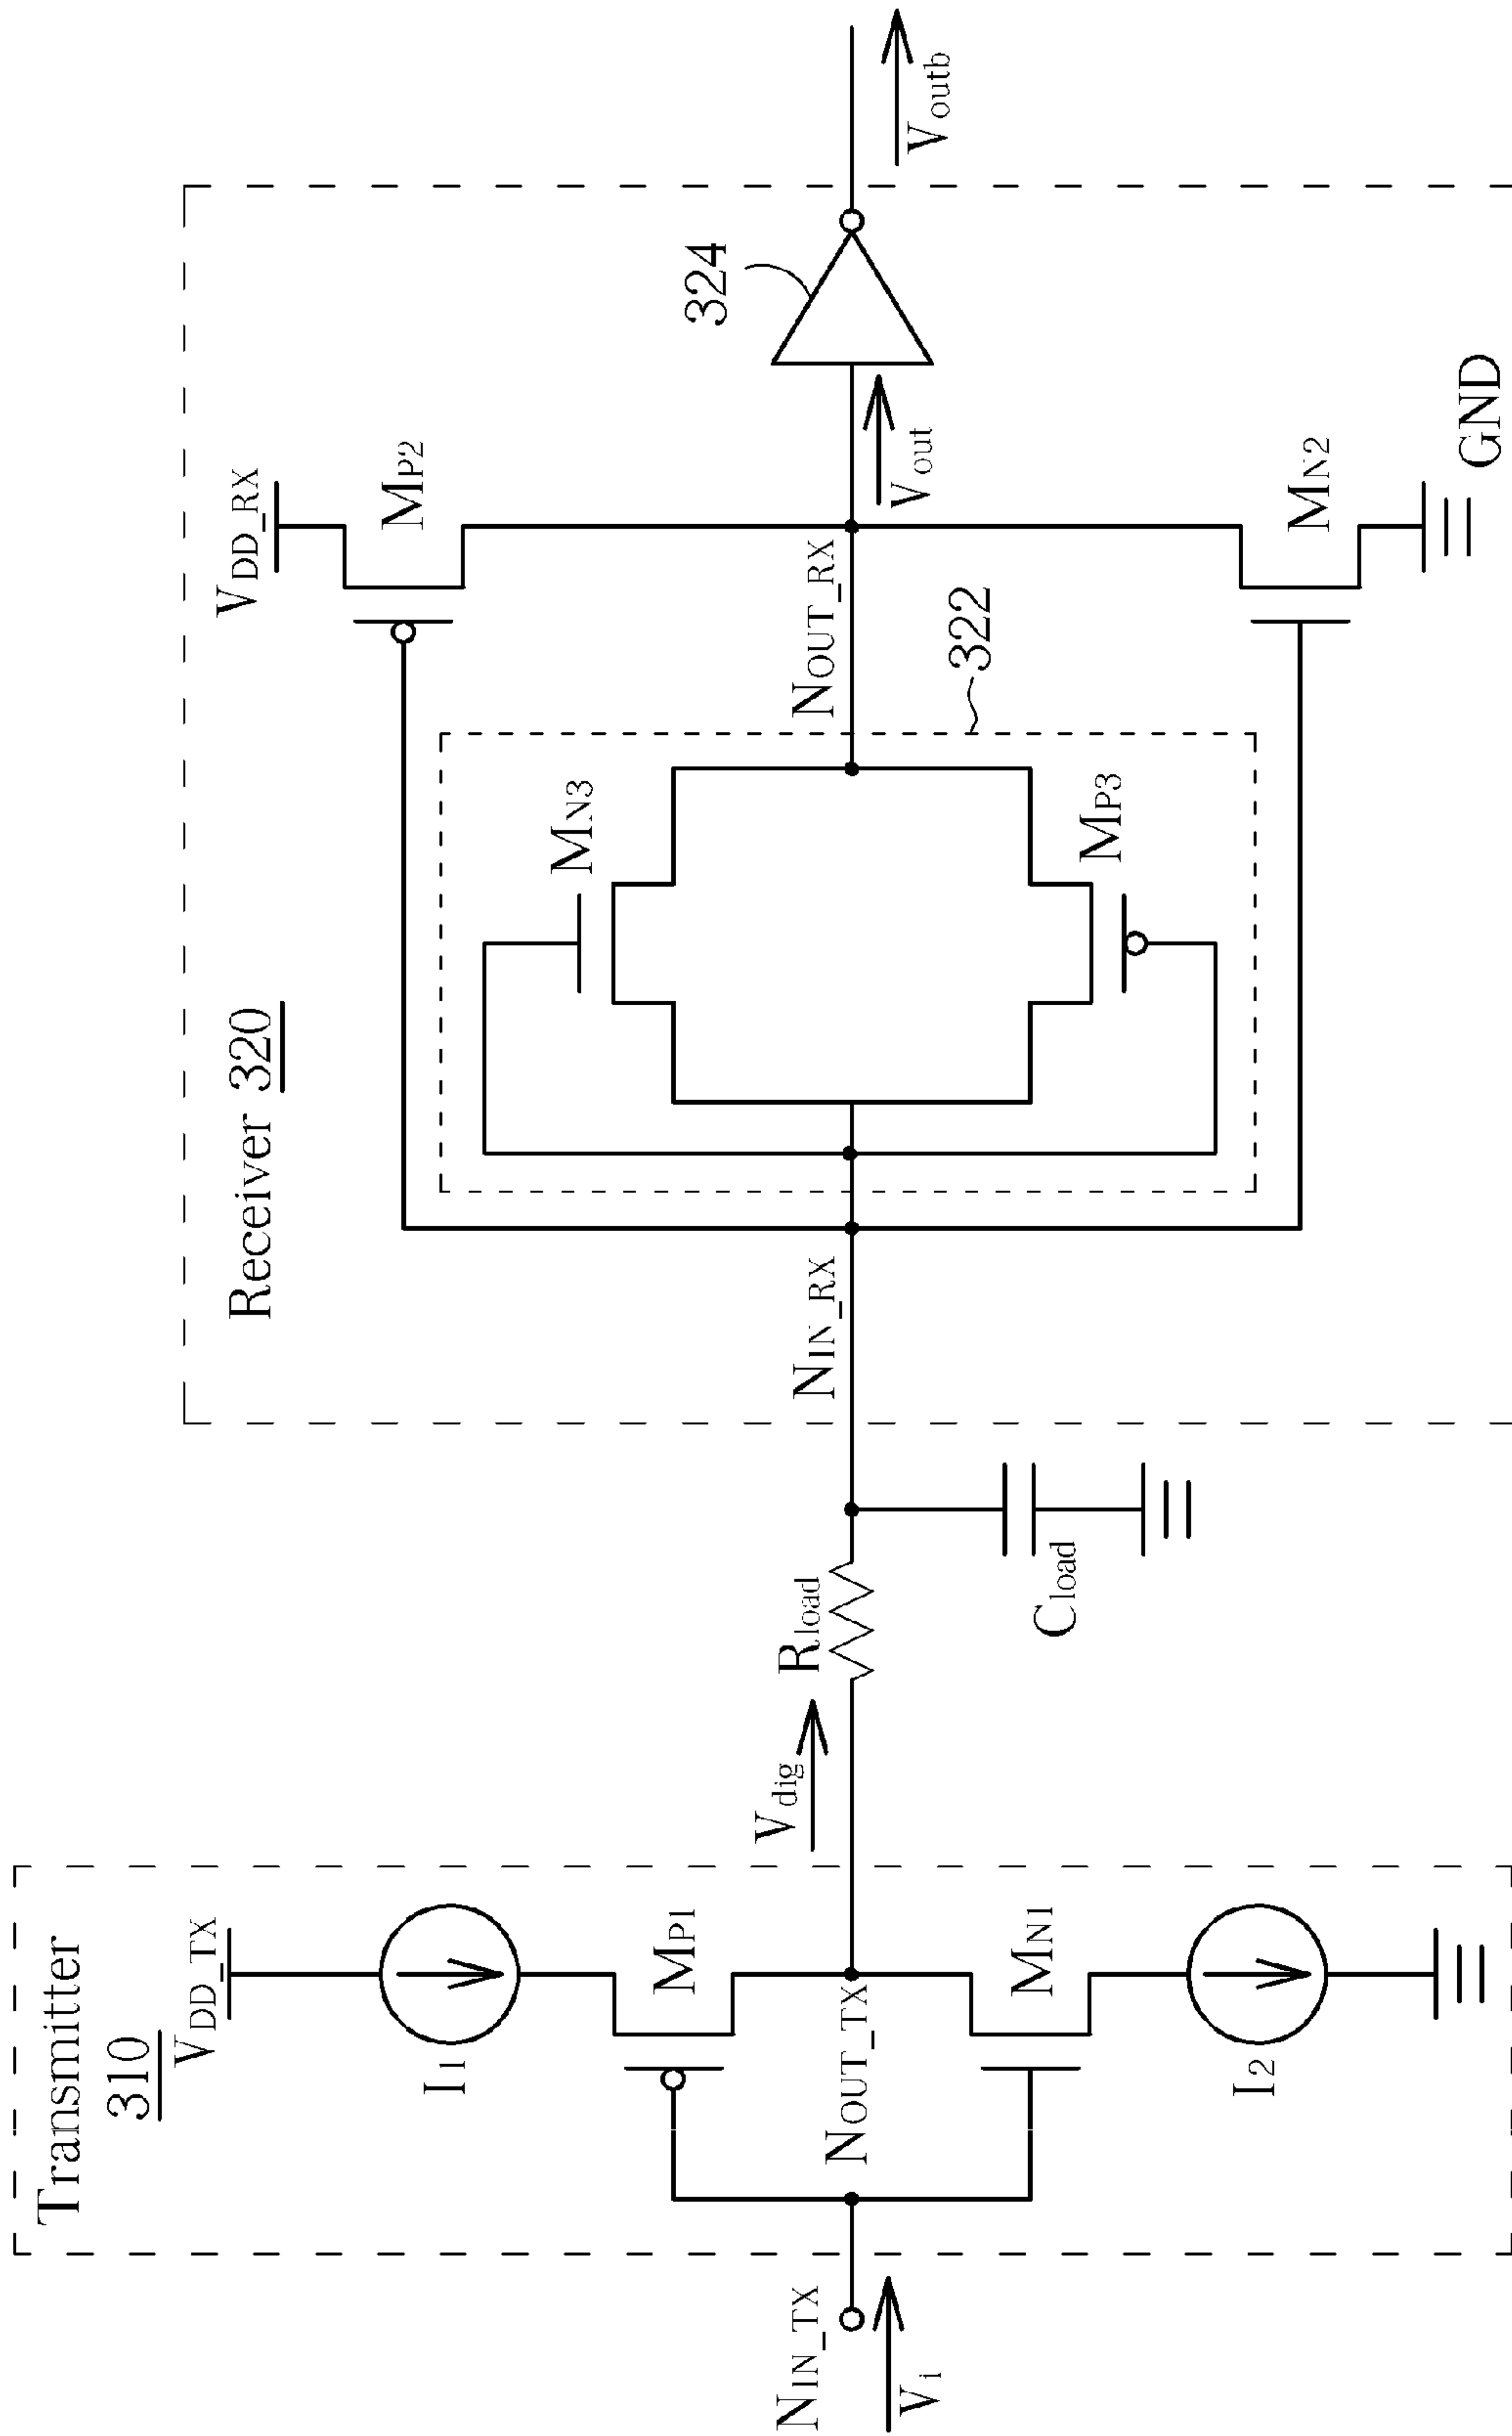 Transmitter
310
V_DD_TX
I1
MP1
NIN_TX
Vi
NOUT_TX
MN1
I2
Vdig
Rload
Cload
Receiver 320
NIN_RX
MN3
MP3
322
NOUT_RX
VDD_RX
MP2
Vout
MN2
GND
324
Voutb